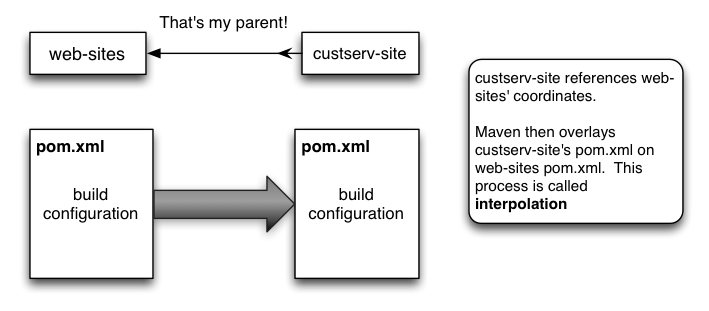 That's my parent!
web-sites
custserv-site
pom.xml
build
configuration
pom.xml
build
configuration
custserv-site references web-
sites' coordinates.
Maven then overlays
custserv-site's pom.xml on
web-sites pom.xml.  This
process is called
interpolation